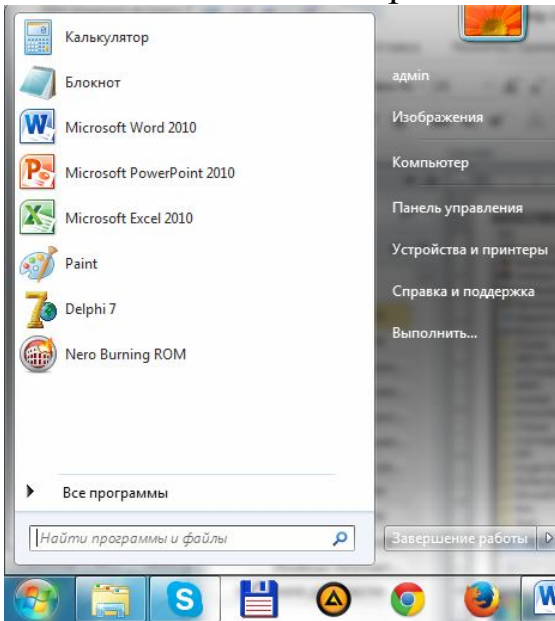 Калькулятор
Блокнот
Microsoft Word 2010
Microsoft PowerPoint 2010
Microsoft Excel 2010
Paint
Delphi 7
Nero Burning ROM
Все программы
Найти программы и файлы
адмін
Изображения
Компьютер
Панель управления
Устройства и принтеры
Справка и поддержка
Выполнить...
Завершение работы